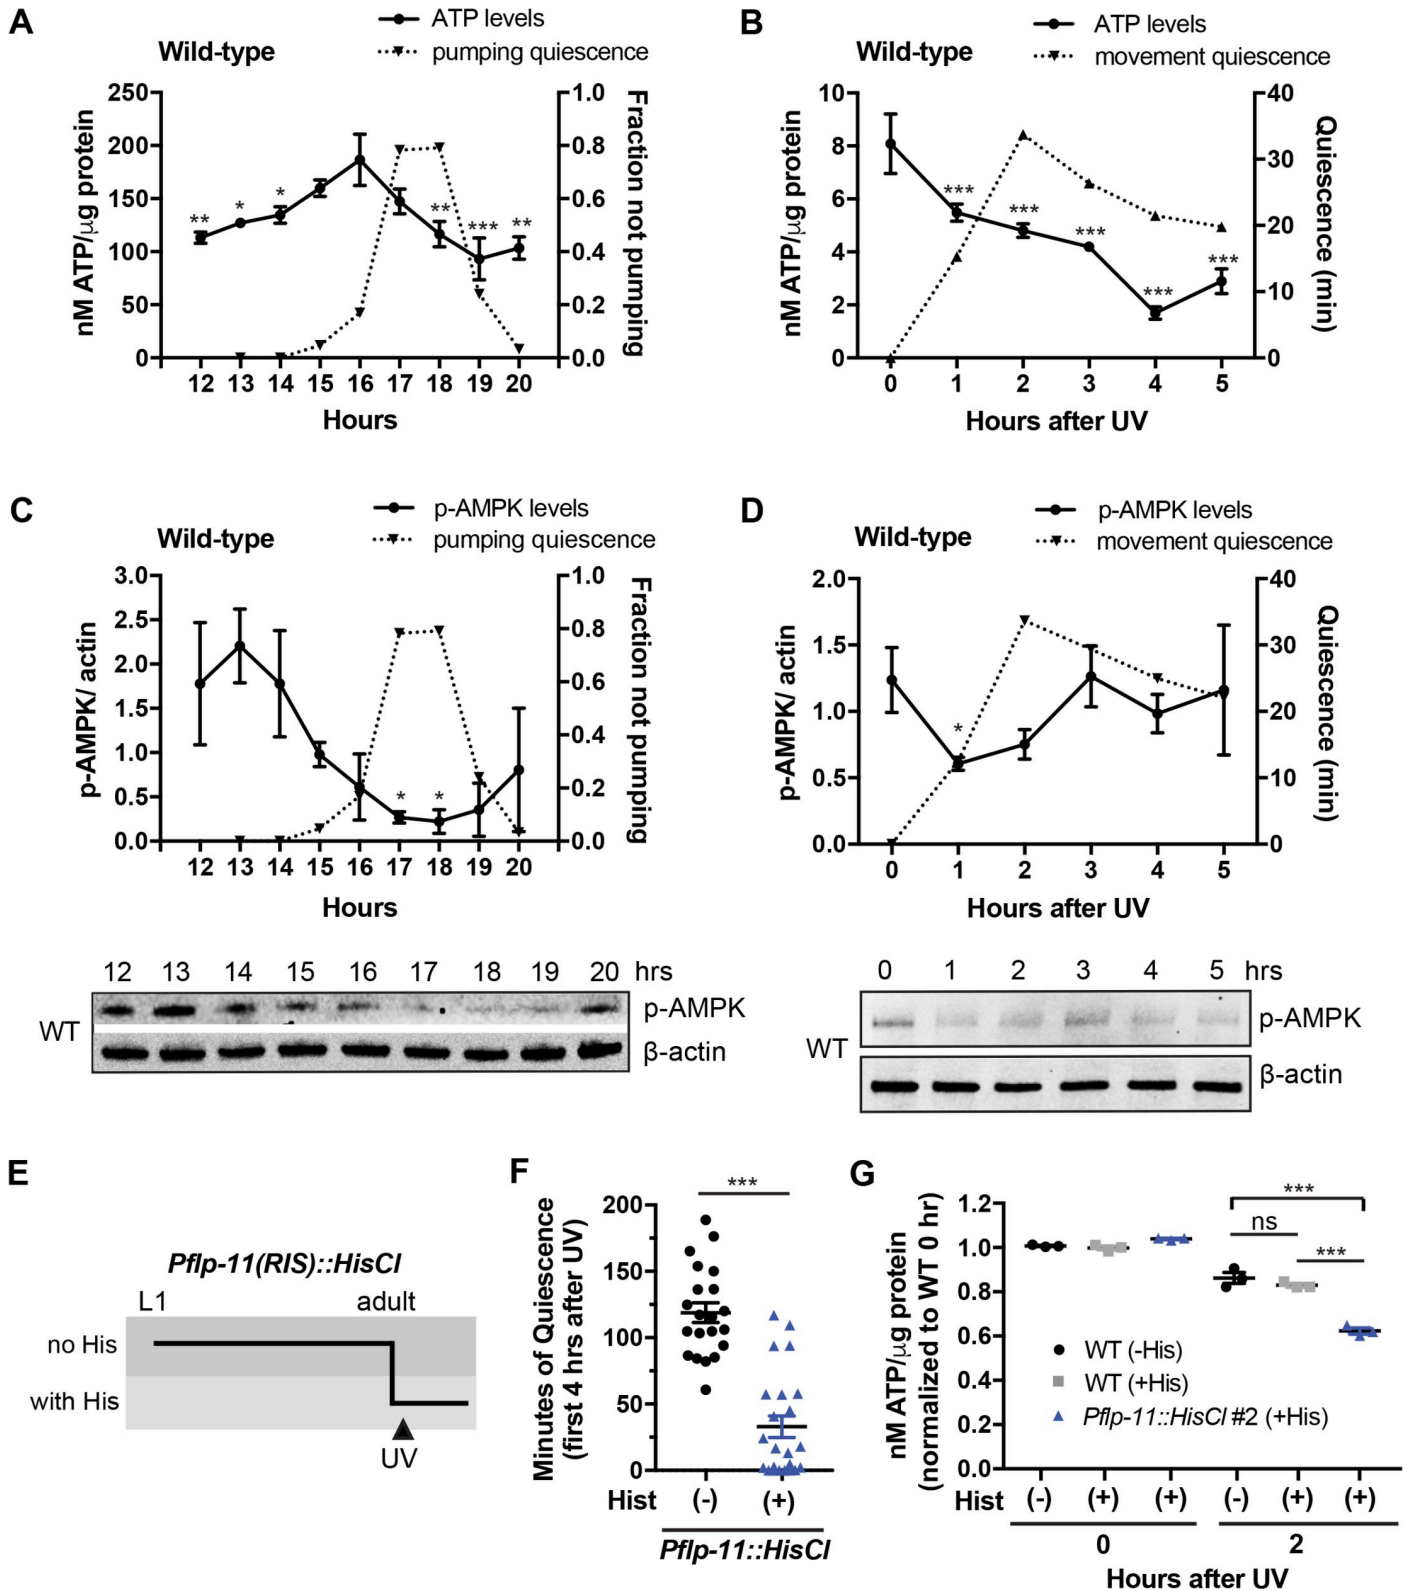 A
ATP levels
Wild-type
pumping quiescence
nM ATP/μg protein
250
200
150
100
50
0
** * * ** *** **
1.0
0.8
0.6
0.4
0.2
0.0
Fraction not pumping
12 13 14 15 16 17 18 19 20
Hours
B
ATP levels
Wild-type
movement quiescence
nM ATP/μg protein
10
8
6
4
2
0
*** *** *** *** ***
40
30
20
10
0
Quiescence (min)
0 1 2 3 4 5
Hours after UV
C
p-AMPK levels
Wild-type
pumping quiescence
p-AMPK/ actin
3.0
2.5
2.0
1.5
1.0
0.5
0.0
* *
1.0
0.8
0.6
0.4
0.2
0.0
Fraction not pumping
12 13 14 15 16 17 18 19 20
Hours
12 13 14 15 16 17 18 19 20 hrs
WT
p-AMPK
β-actin
D
p-AMPK levels
Wild-type
movement quiescence
p-AMPK/ actin
2.0
1.5
1.0
0.5
0.0
*
40
30
20
10
0
Quiescence (min)
0 1 2 3 4 5
Hours after UV
0 1 2 3 4 5 hrs
WT
p-AMPK
β-actin
E
Pflp-11(RIS)::HisCl
L1 adult
no His
with His
UV
F
Minutes of Quiescence
(first 4 hrs after UV)
200
150
100
50
0
***
Hist (-) (+)
Pflp-11::HisCl
G
nM ATP/μg protein
(normalized to WT 0 hr)
1.2
1.0
0.8
0.6
0.4
0.2
0.0
***
ns
***
WT (-His)
WT (+His)
Pflp-11::HisCl #2 (+His)
Hist (-) (+) (+) (-) (+) (+)
0 2
Hours after UV